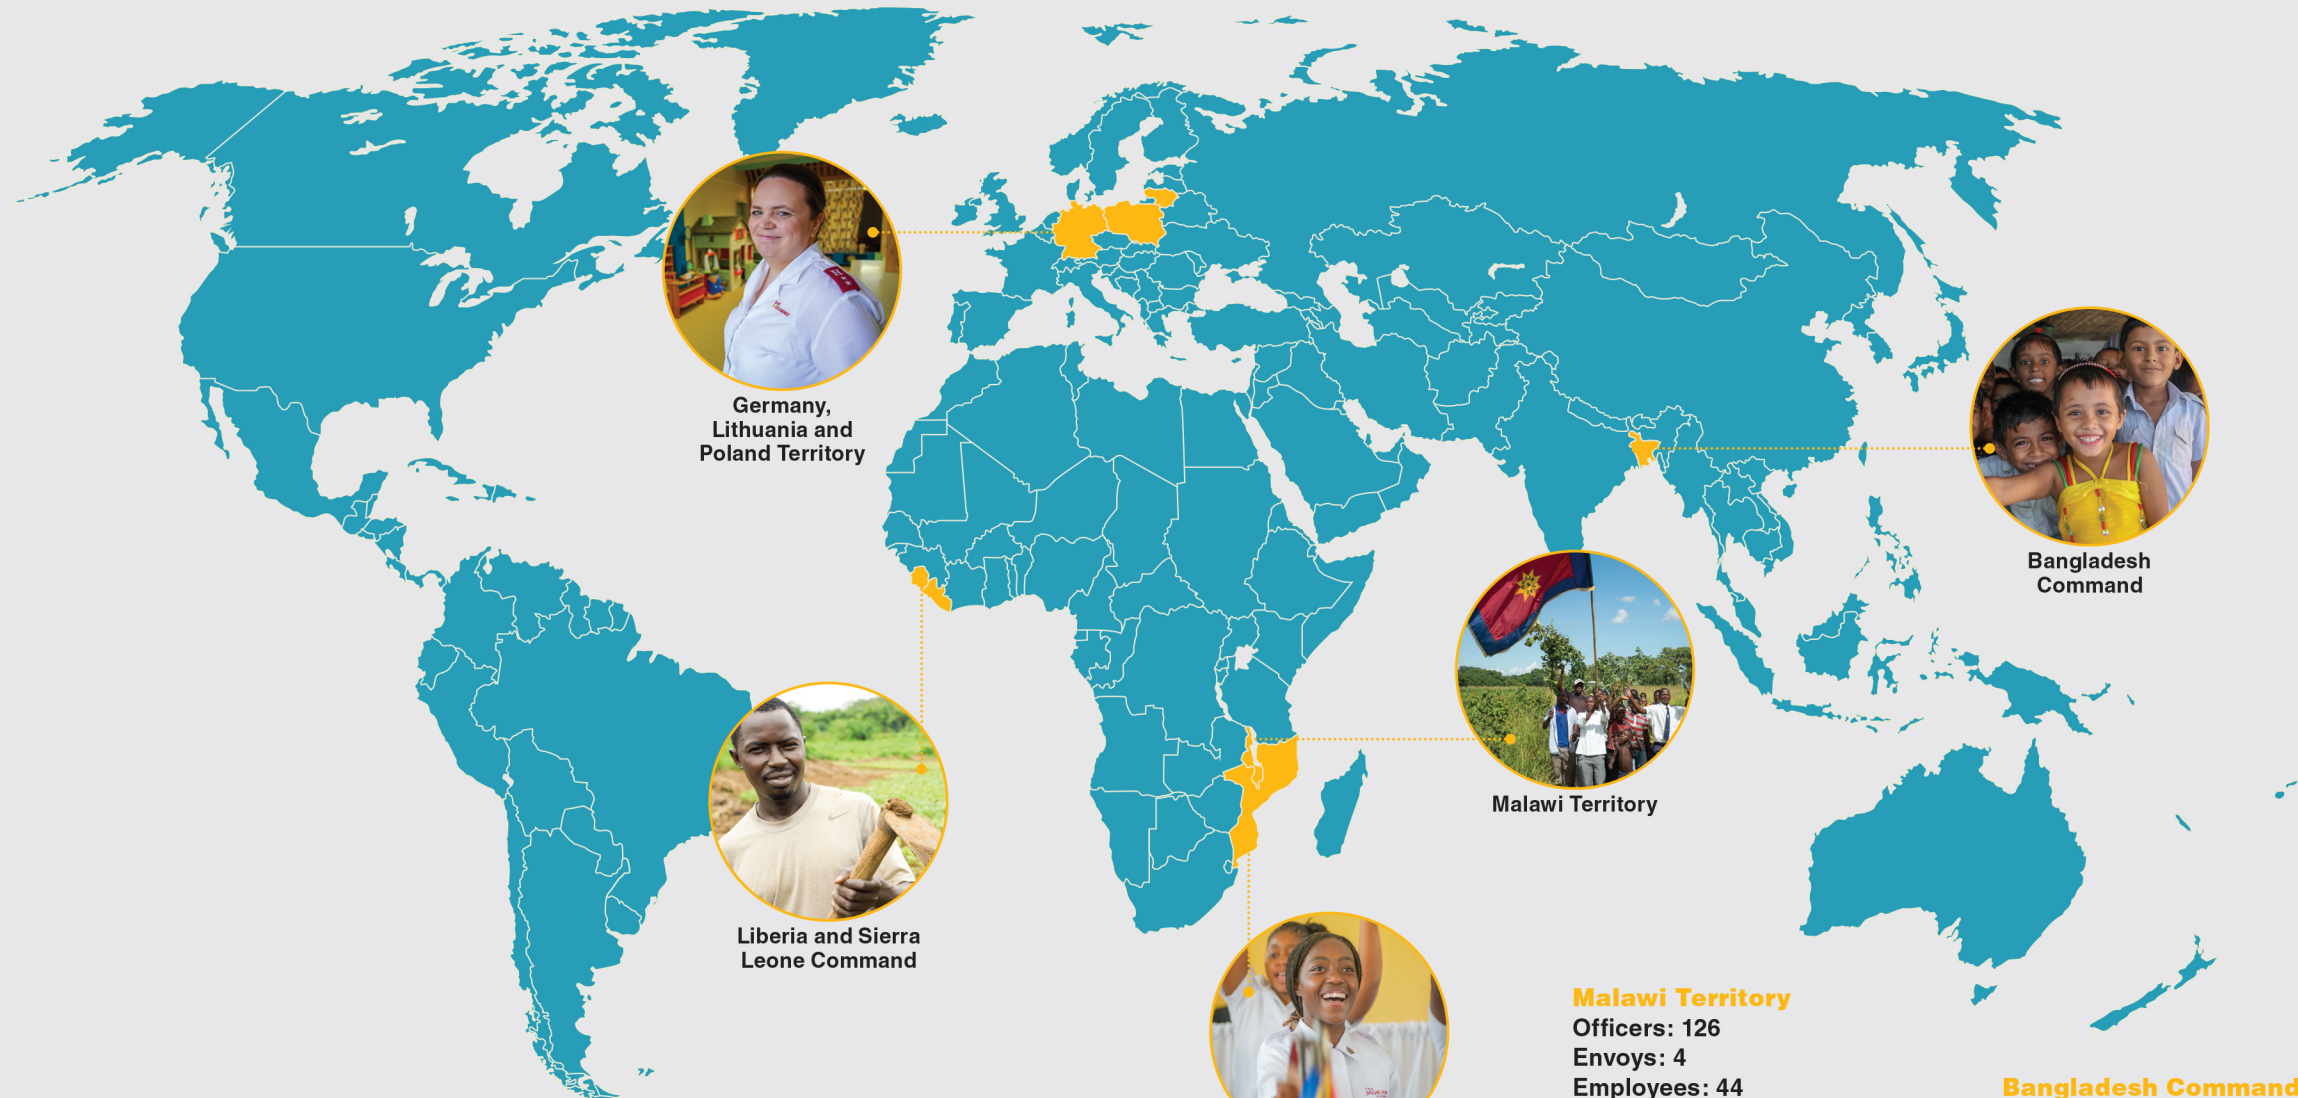 Germany,
Lithuania and
Poland Territory
Bangladesh
Command
Malawi Territory
Liberia and Sierra
Leone Command
Malawi Territory
Officers: 126
Envoys: 4
Employees: 44
Bangladesh Command